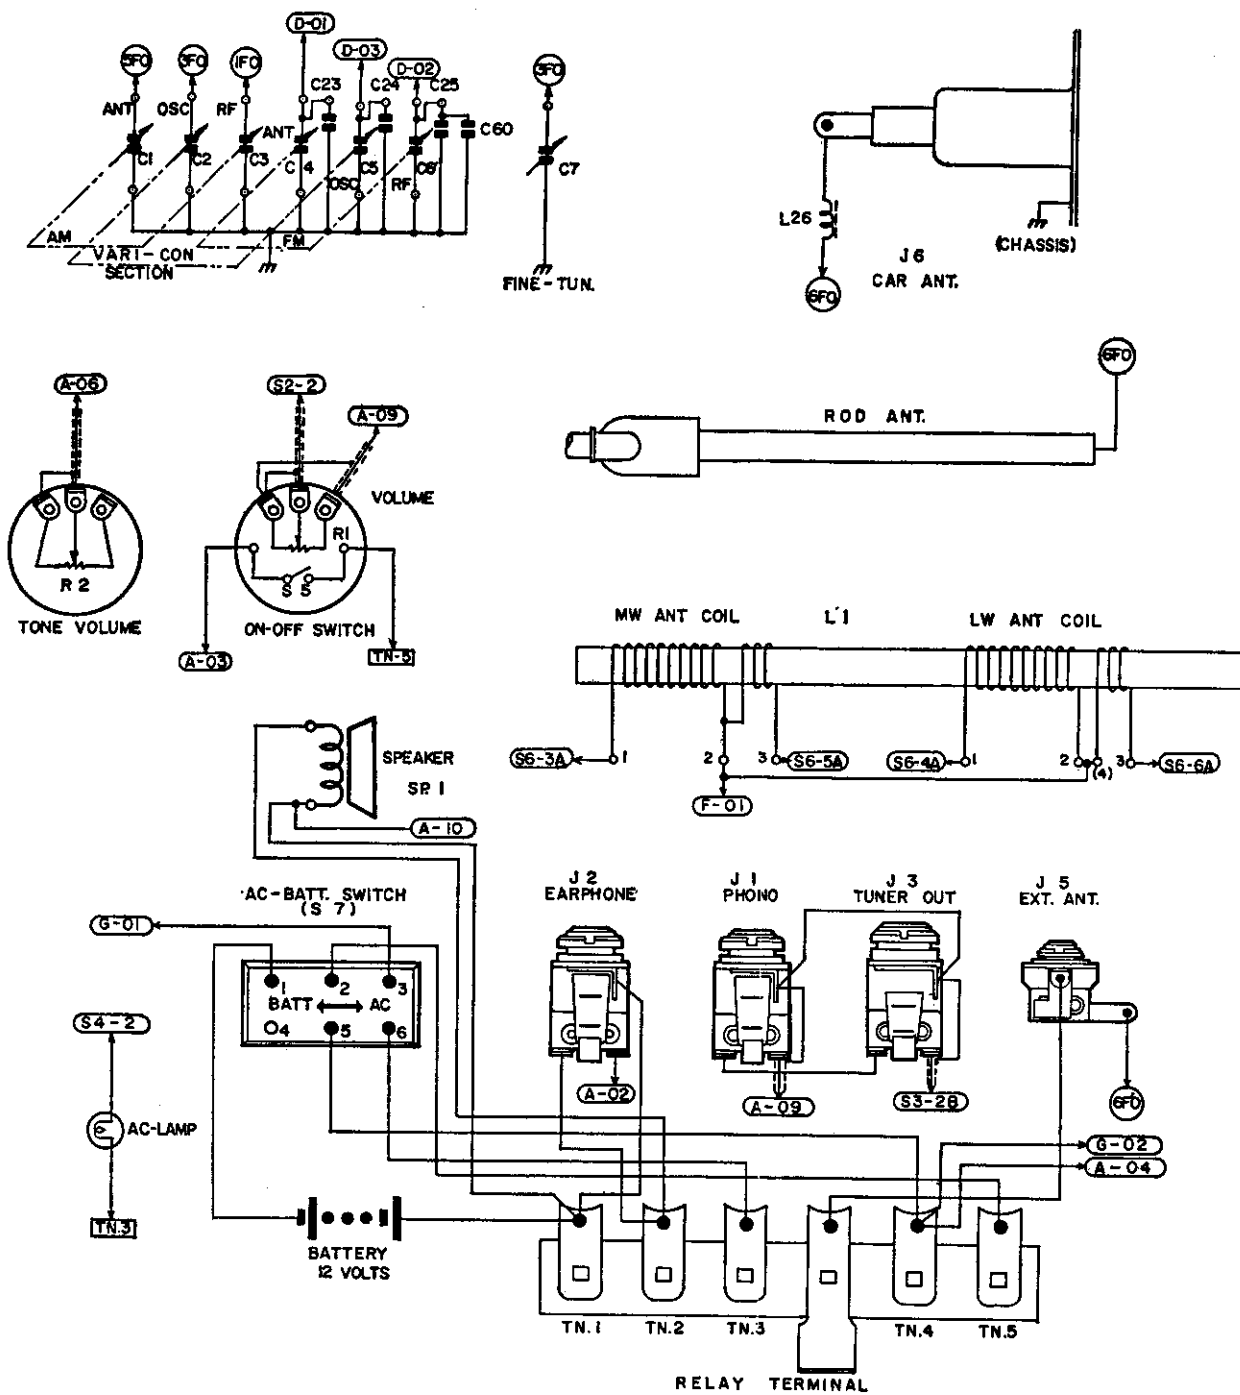 D-01
D-03
D-02
5FO 3FO 1FO 3FO
C23 C24 C25
ANT OSC RF
ANT C60
C1 C2 C3 C4 C5 C6 C7
OSC RF
AM FM
VARI-CON
SECTION
FINE-TUN.
L26
(CHASSIS)
J6
CAR ANT.
6FO
6FO
ROD ANT.
A-06 S2-2
A-09
VOLUME
R1
R2
S5
TONE VOLUME
ON-OFF SWITCH
A-03 TN-5
MW ANT COIL L1 LW ANT COIL
S6-3A 1 2 3 S6-5A S6-4A 1 2 (4) 3 S6-6A
F-01
SPEAKER
SP. 1
A-10
AC-BATT. SWITCH
(S 7)
G-01
J 2
EARPHONE
J 1
PHONO
J 3
TUNER OUT
J 5
EXT. ANT.
1 2 3
BATT AC
4 5 6
S4-2
AC-LAMP
TN.3
A-02
A-09
S3-2B
6FO
G-02
A-04
BATTERY
12 VOLTS
TN.1 TN.2 TN.3 TN.4 TN.5
RELAY TERMINAL